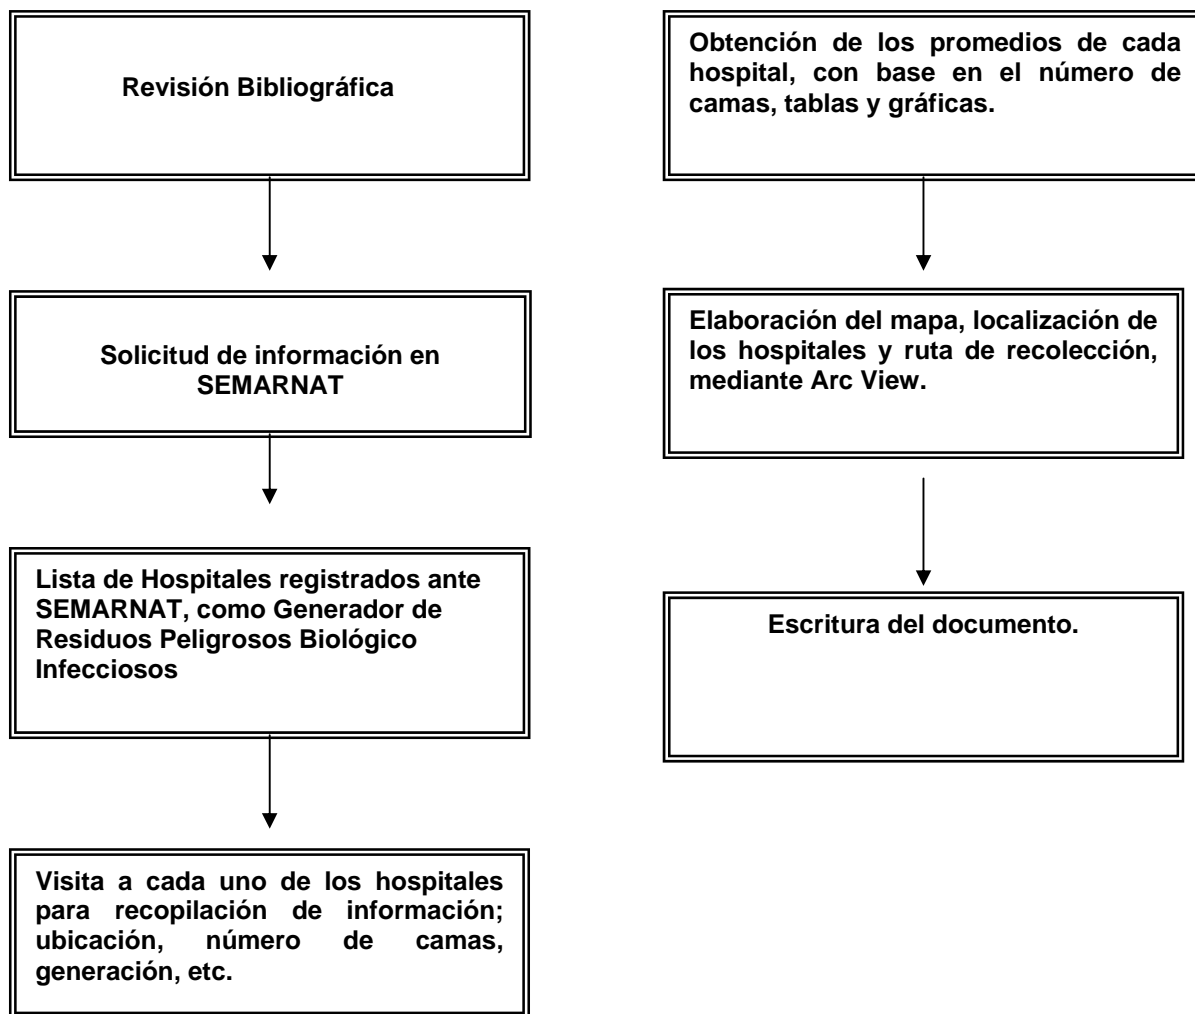 Revisión Bibliográfica
Solicitud de información en
SEMARNAT
Lista de Hospitales registrados ante
SEMARNAT, como Generador de
Residuos Peligrosos Biológico
Infecciosos
Visita a cada uno de los hospitales
para recopilación de información;
ubicación, número de camas,
generación, etc.
Obtención de los promedios de cada
hospital, con base en el número de
camas, tablas y gráficas.
Elaboración del mapa, localización de
los hospitales y ruta de recolección,
mediante Arc View.
Escritura del documento.